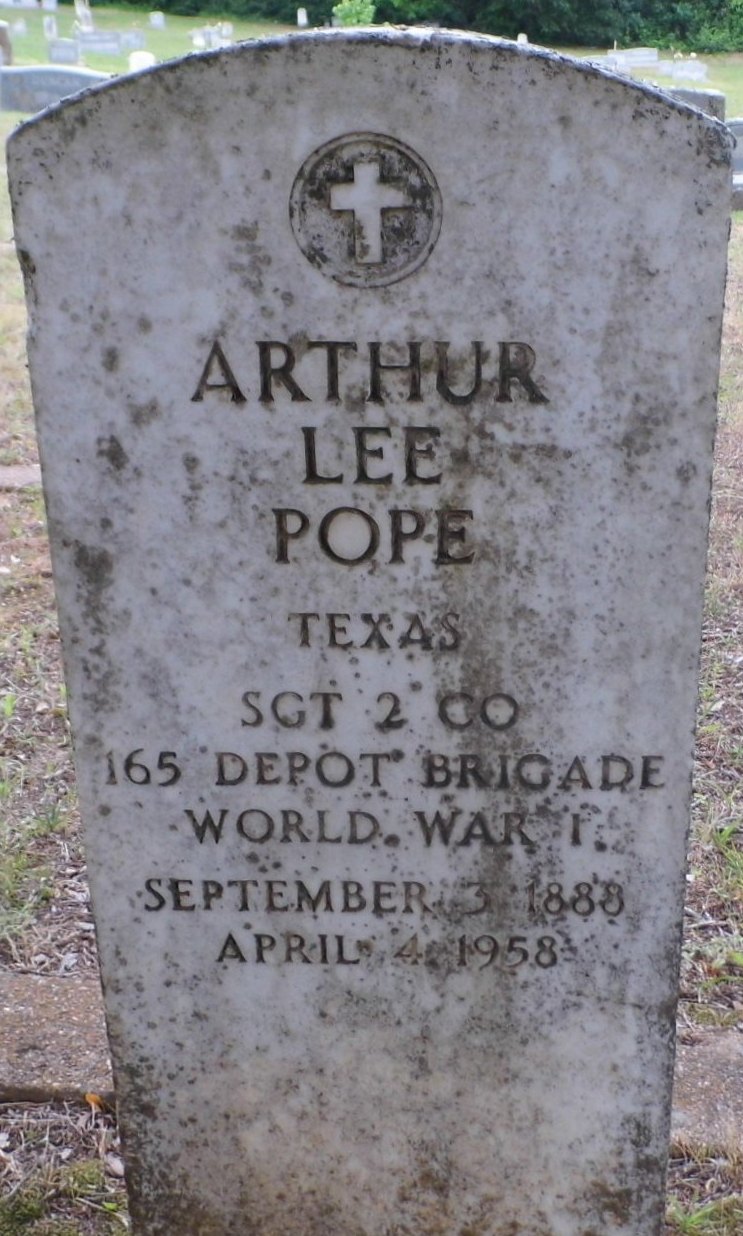 ARTHUR
LEE
POPE
TEXAS
SGT 2 CO
165 DEPOT BRIGADE
WORLD WAR I
SEPTEMBER 3 1888
APRIL 4 1958